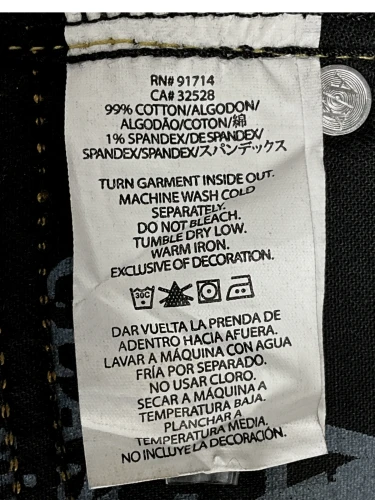 RN# 91714
CA# 32528
99% COTTON/ALGODON/
ALGODÃO/COTON/綿
1% SPANDEX/DESPANDEX/
SPANDEX/SPANDEX/スパンデックス
TURN GARMENT INSIDE OUT.
MACHINE WASH COLD
SEPARATELY.
DO NOT BLEACH.
TUMBLE DRY LOW.
WARM IRON.
EXCLUSIVE OF DECORATION.
30C
DAR VUELTA LA PRENDA DE
ADENTRO HACIA AFUERA.
LAVAR A MÁQUINA CON AGUA
FRÍA POR SEPARADO.
NO USAR CLORO.
SECAR A MÁQUINA A
TEMPERATURA BAJA.
PLANCHAR A
TEMPERATURA MEDIA.
NO INCLUYE LA DECORACIÓN.